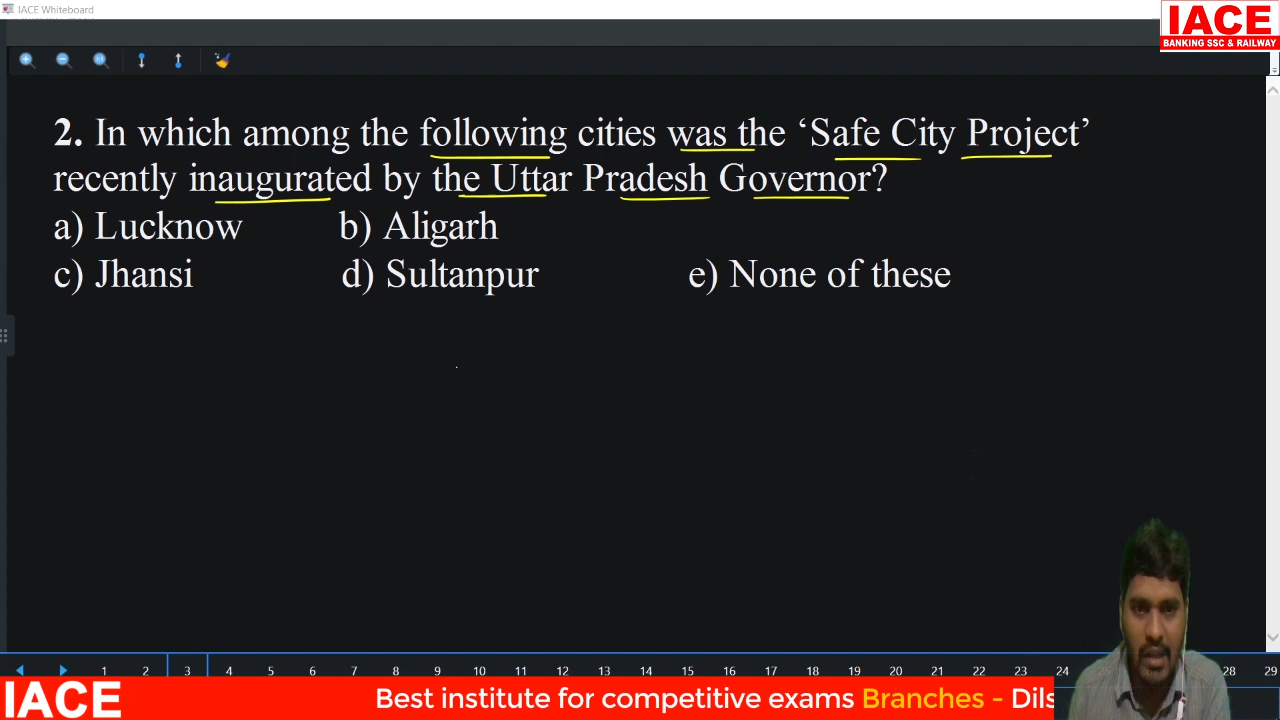 IACE Whiteboard
IACE
BANKING SSC & RAILWAY
2. In which among the following cities was the ‘Safe City Project’
recently inaugurated by the Uttar Pradesh Governor?
a) Lucknow b) Aligarh
c) Jhansi d) Sultanpur e) None of these
1 2 3 4 5 6 7 8 9 10 11 12 13 14 15 16 17 18 19 20 21 22 23 24 28 29
IACE Best institute for competitive exams Branches - Dils